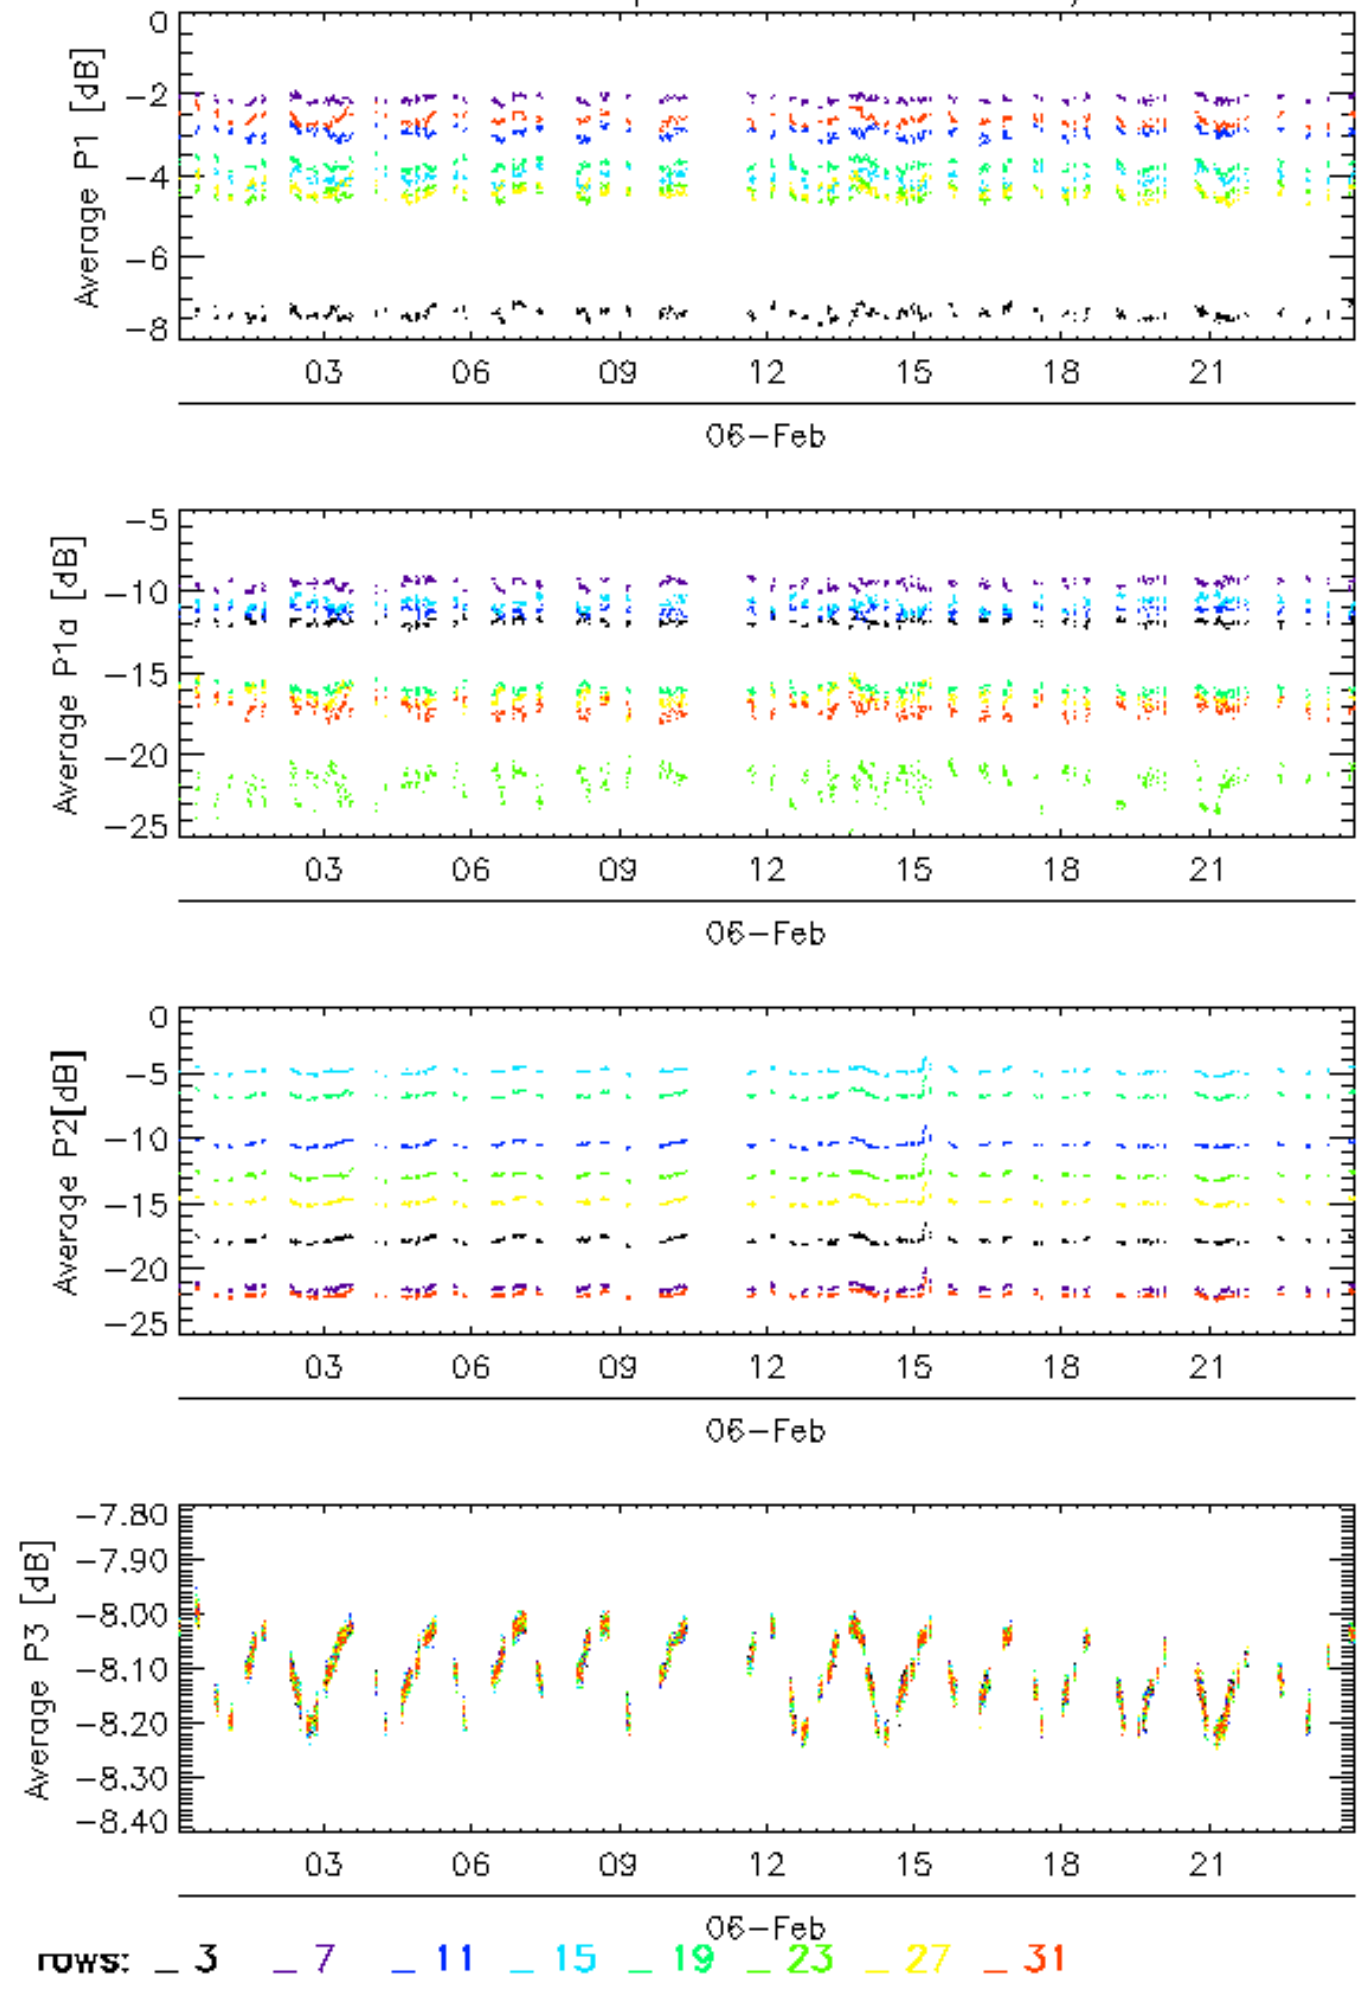 0
Average P1 [dB]
-2
-4
-6
-8
03 06 09 12 15 18 21
06-Feb
-5
Average P1a [dB]
-10
-15
-20
-25
03 06 09 12 15 18 21
06-Feb
0
Average P2[dB]
-5
-10
-15
-20
-25
03 06 09 12 15 18 21
06-Feb
-7.80
Average P3 [dB]
-7.90
-8.00
-8.10
-8.20
-8.30
-8.40
03 06 09 12 15 18 21
06-Feb
rows: _ 3 _ 7 _ 11 _ 15 _ 19 _ 23 _ 27 _ 31